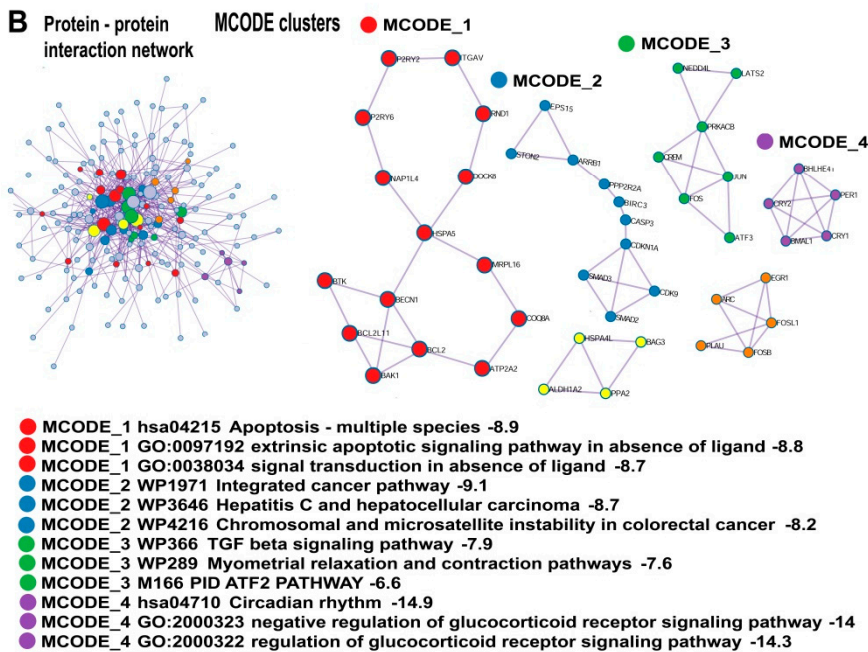 B
Protein - protein
interaction network
MCODE clusters
MCODE_1
MCODE_2
MCODE_3
MCODE_4
P2RY2
ITGAV
P2RY6
RND1
NAP1L4
DOCK8
HSPA5
MRPL16
BTK
BECN1
COQ8A
BCL2L11
BCL2
BAK1
ATP2A2
EPS15
STON2
ARRB1
PPP2R2A
BIRC3
CASP3
CDKN1A
SMAD3
CDK9
SMAD2
HSPA4L
BAG3
ALDH1A2
PPA2
NEDD4L
LATS2
PRKACB
CREM
JUN
FOS
ATF3
BHLHE41
PER1
CRY2
BMAL1
CRY1
EGR1
ARC
FOSL1
PLAU
FOSB
MCODE_1 hsa04215 Apoptosis - multiple species -8.9
MCODE_1 GO:0097192 extrinsic apoptotic signaling pathway in absence of ligand -8.8
MCODE_1 GO:0038034 signal transduction in absence of ligand -8.7
MCODE_2 WP1971 Integrated cancer pathway -9.1
MCODE_2 WP3646 Hepatitis C and hepatocellular carcinoma -8.7
MCODE_2 WP4216 Chromosomal and microsatellite instability in colorectal cancer -8.2
MCODE_3 WP366 TGF beta signaling pathway -7.9
MCODE_3 WP289 Myometrial relaxation and contraction pathways -7.6
MCODE_3 M166 PID ATF2 PATHWAY -6.6
MCODE_4 hsa04710 Circadian rhythm -14.9
MCODE_4 GO:2000323 negative regulation of glucocorticoid receptor signaling pathway -14
MCODE_4 GO:2000322 regulation of glucocorticoid receptor signaling pathway -14.3